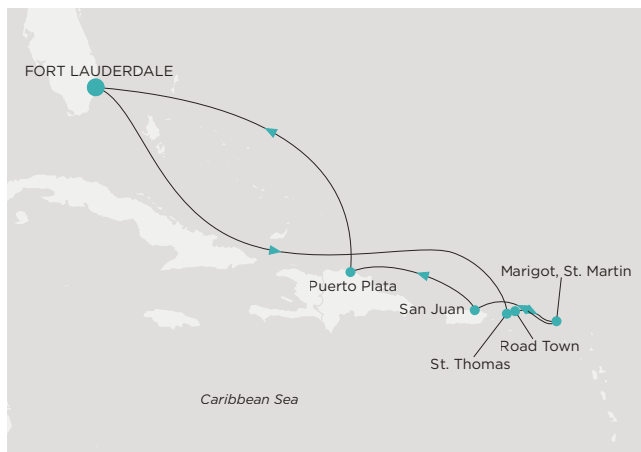 FORT LAUDERDALE
Marigot, St. Martin
Puerto Plata
San Juan
Road Town
St. Thomas
Caribbean Sea